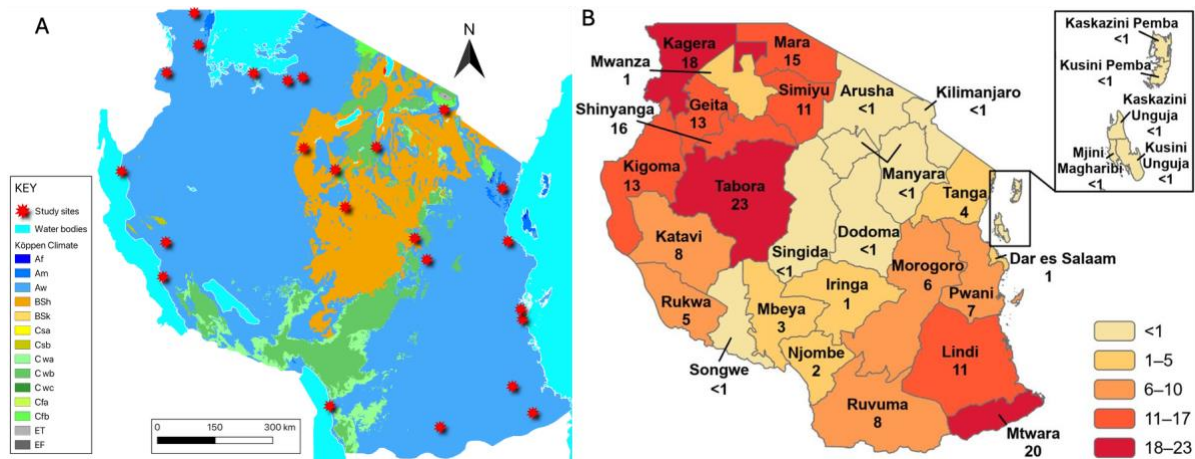 A
N
KEY
Study sites
Water bodies
Köppen Climate
Af
Am
Aw
BSh
BSk
Csa
Csb
C wa
C wb
C wc
Cfa
Cfb
ET
EF
0 150 300 km
B
Kagera
18
Mara
15
Mwanza
1
Simiyu
11
Geita
13
Shinyanga
16
Arusha
<1
Kilimanjaro
<1
Kigoma
13
Tabora
23
Manyara
<1
Tanga
4
Katavi
8
Singida
<1
Dodoma
<1
Dar es Salaam
1
Morogoro
6
Pwani
7
Rukwa
5
Mbeya
3
Iringa
1
Songwe
<1
Njombe
2
Lindi
11
Ruvuma
8
Mtwara
20
Kaskazini Pemba
<1
Kusini Pemba
<1
Kaskazini
Unguja
<1
Mjini
Magharibi
<1
Kusini
Unguja
<1
<1
1–5
6–10
11–17
18–23